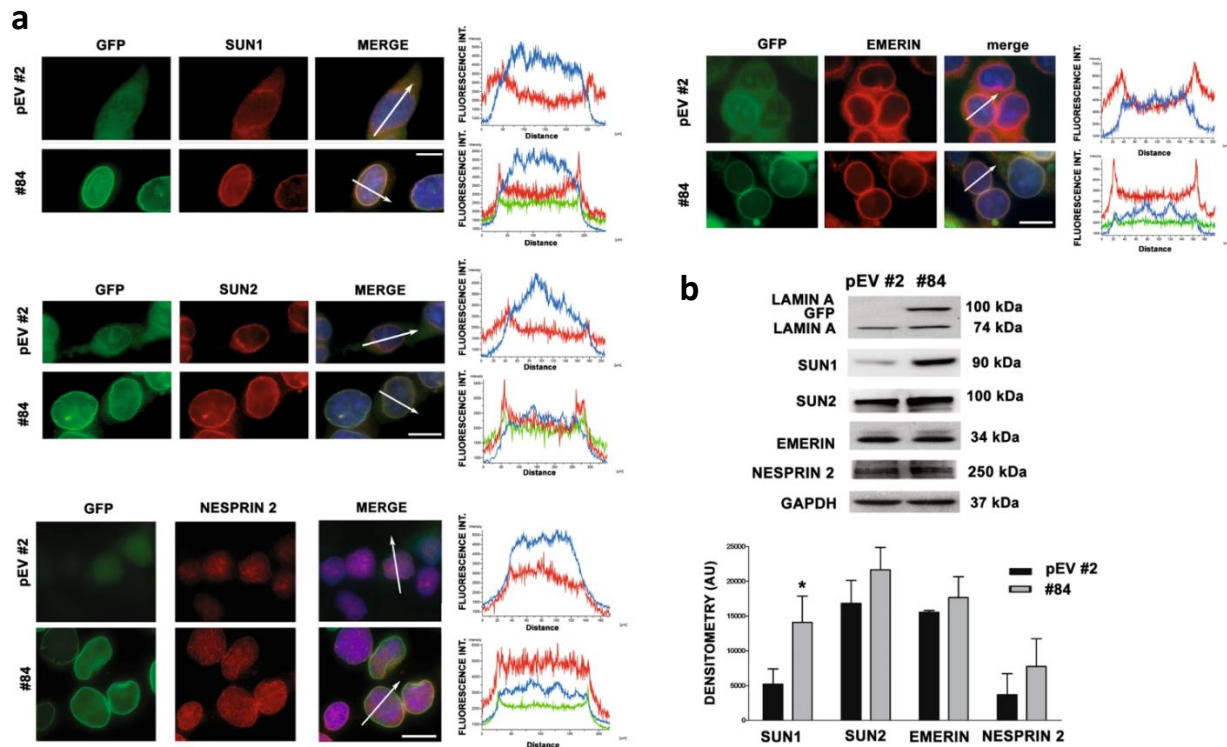 a
GFP SUN1 MERGE
pEV #2
#84
FLUORESCENCE INT.
Distance
FLUORESCENCE INT.
Distance
GFP EMERIN merge
pEV #2
#84
FLUORESCENCE INT.
Distance
FLUORESCENCE INT.
Distance
GFP SUN2 MERGE
pEV #2
#84
FLUORESCENCE INT.
Distance
FLUORESCENCE INT.
Distance
GFP NESPRIN 2 MERGE
pEV #2
#84
FLUORESCENCE INT.
Distance
FLUORESCENCE INT.
Distance
b
pEV #2 #84
LAMIN A
GFP 100 kDa
LAMIN A 74 kDa
SUN1 90 kDa
SUN2 100 kDa
EMERIN 34 kDa
NESPRIN 2 250 kDa
GAPDH 37 kDa
DENSITOMETRY (AU)
25000
20000
15000
10000
5000
0
*
pEV #2
#84
SUN1 SUN2 EMERIN NESPRIN 2